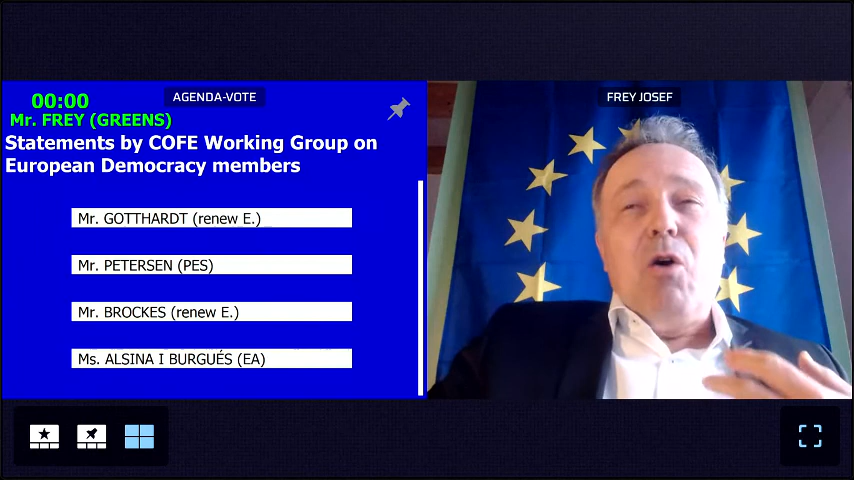 AGENDA-VOTE
00:00
Mr. FREY (GREENS)
Statements by COFE Working Group on
European Democracy members
Mr. GOTTHARDT (renew E.)
Mr. PETERSEN (PES)
Mr. BROCKES (renew E.)
Ms. ALSINA I BURGUÉS (EA)
FREY JOSEF